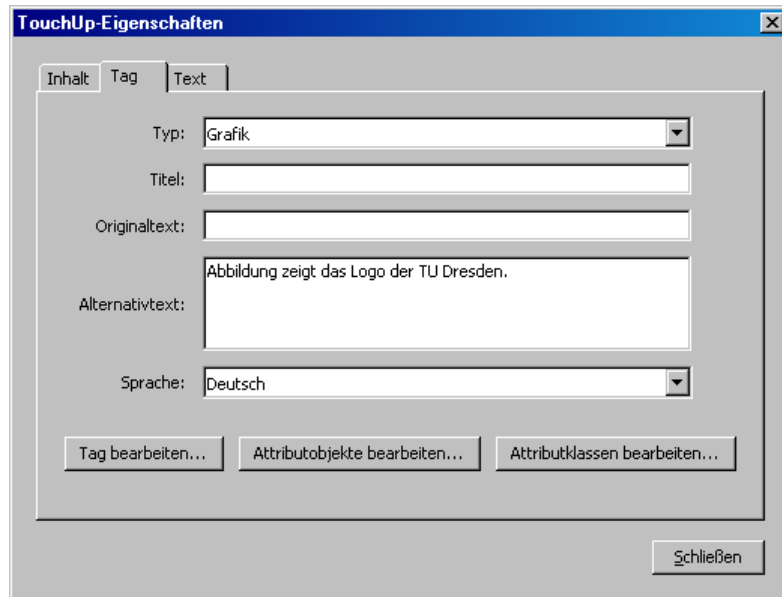 TouchUp-Eigenschaften
Inhalt Tag Text
Typ: Grafik
Titel:
Originaltext:
Alternativtext: Abbildung zeigt das Logo der TU Dresden.
Sprache: Deutsch
Tag bearbeiten... Attributobjekte bearbeiten... Attributklassen bearbeiten...
Schließen